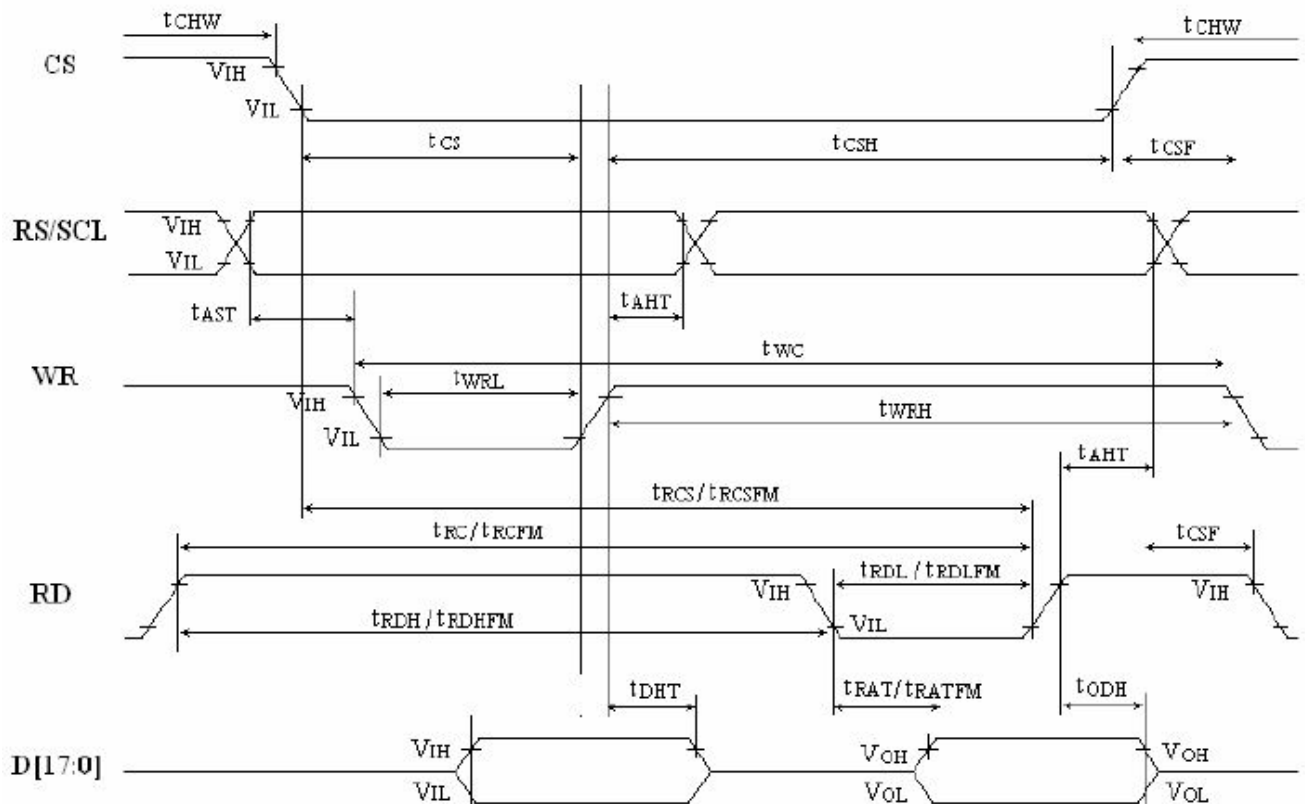 tCHW tCHW
CS
VIH
VIL
tCS tCSH tCSF
RS/SCL
VIH
VIL
tAST tAHT
tWC
WR
tWRL
VIH
tWRH
VIL
tAHT
tRCS/tRCSFM
tRC/tRCFM
tCSF
RD
tRDL/tRDLFM
VIH VIH
tRDH/tRDHFM
VIL
tDHT tRAT/tRATFM tODH
D[17:0]
VIH VOH VOH
VIL VOL VOL